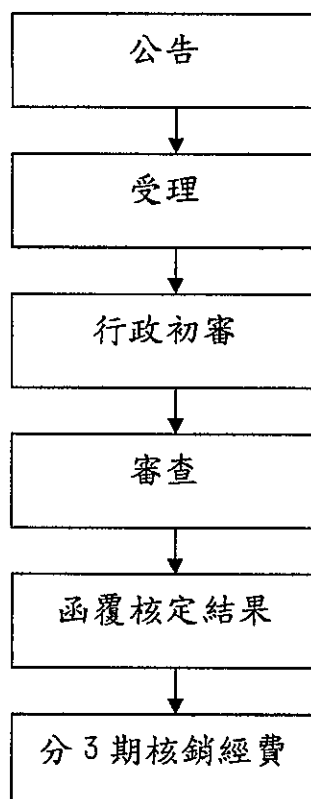 公告
受理
行政初審
審查
函覆核定結果
分3期核銷經費